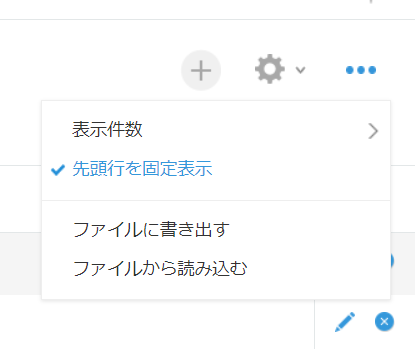 表示件数
先頭行を固定表示
ファイルに書き出す
ファイルから読み込む